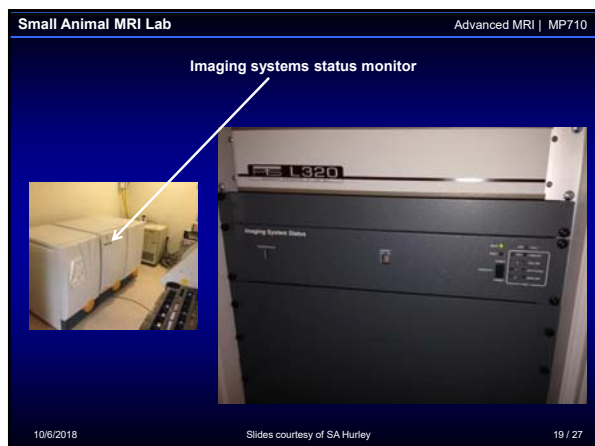 Small Animal MRI Lab
Advanced MRI | MP710
Imaging systems status monitor
L320
Imaging System Status
10/6/2018
Slides courtesy of SA Hurley
19 / 27